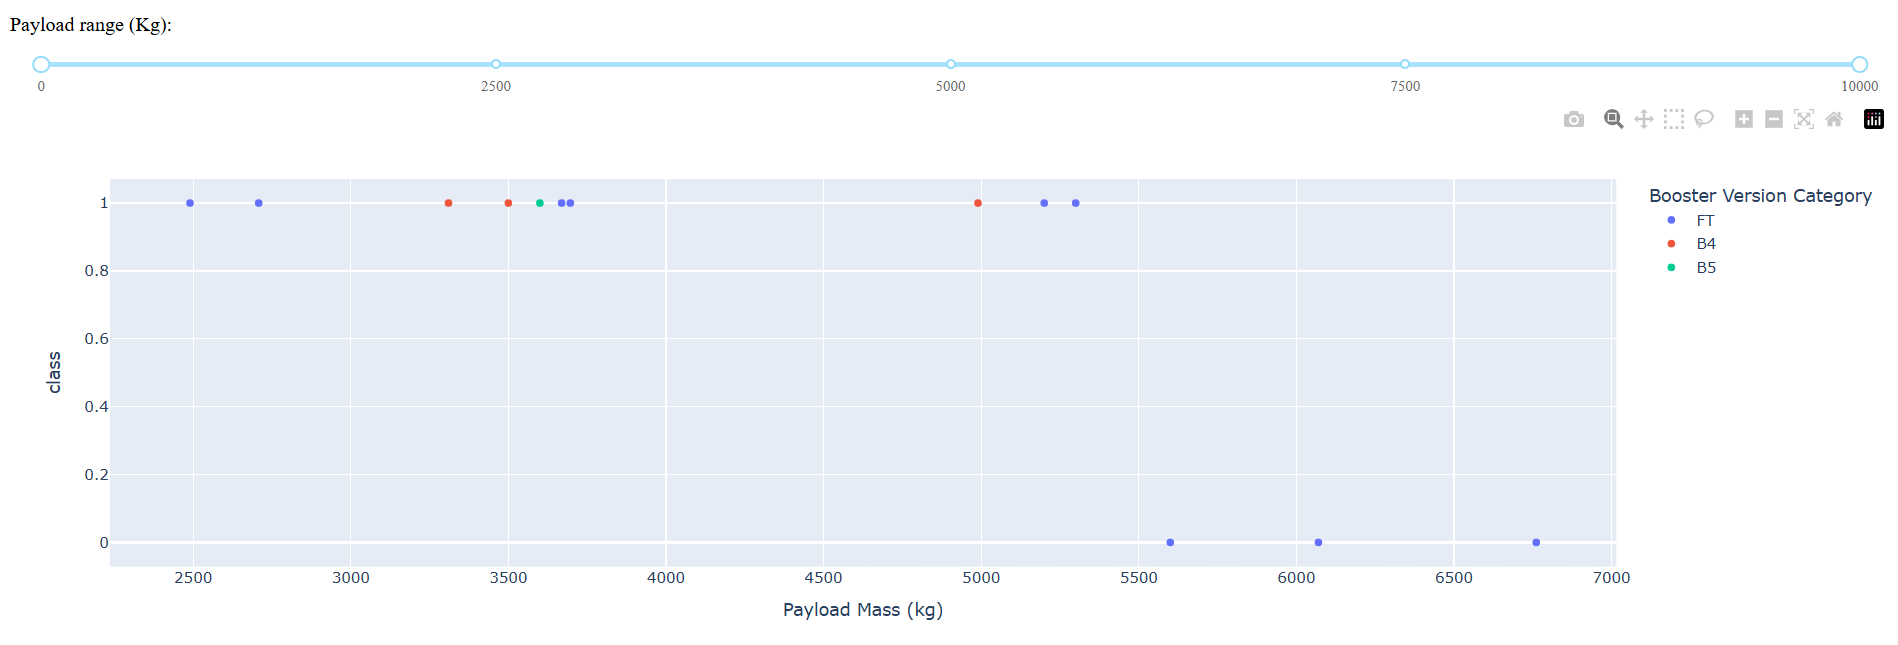 Payload range (Kg):
0 2500 5000 7500 10000
Booster Version Category
FT
B4
B5
1
0.8
0.6
0.4
0.2
0
class
2500 3000 3500 4000 4500 5000 5500 6000 6500 7000
Payload Mass (kg)